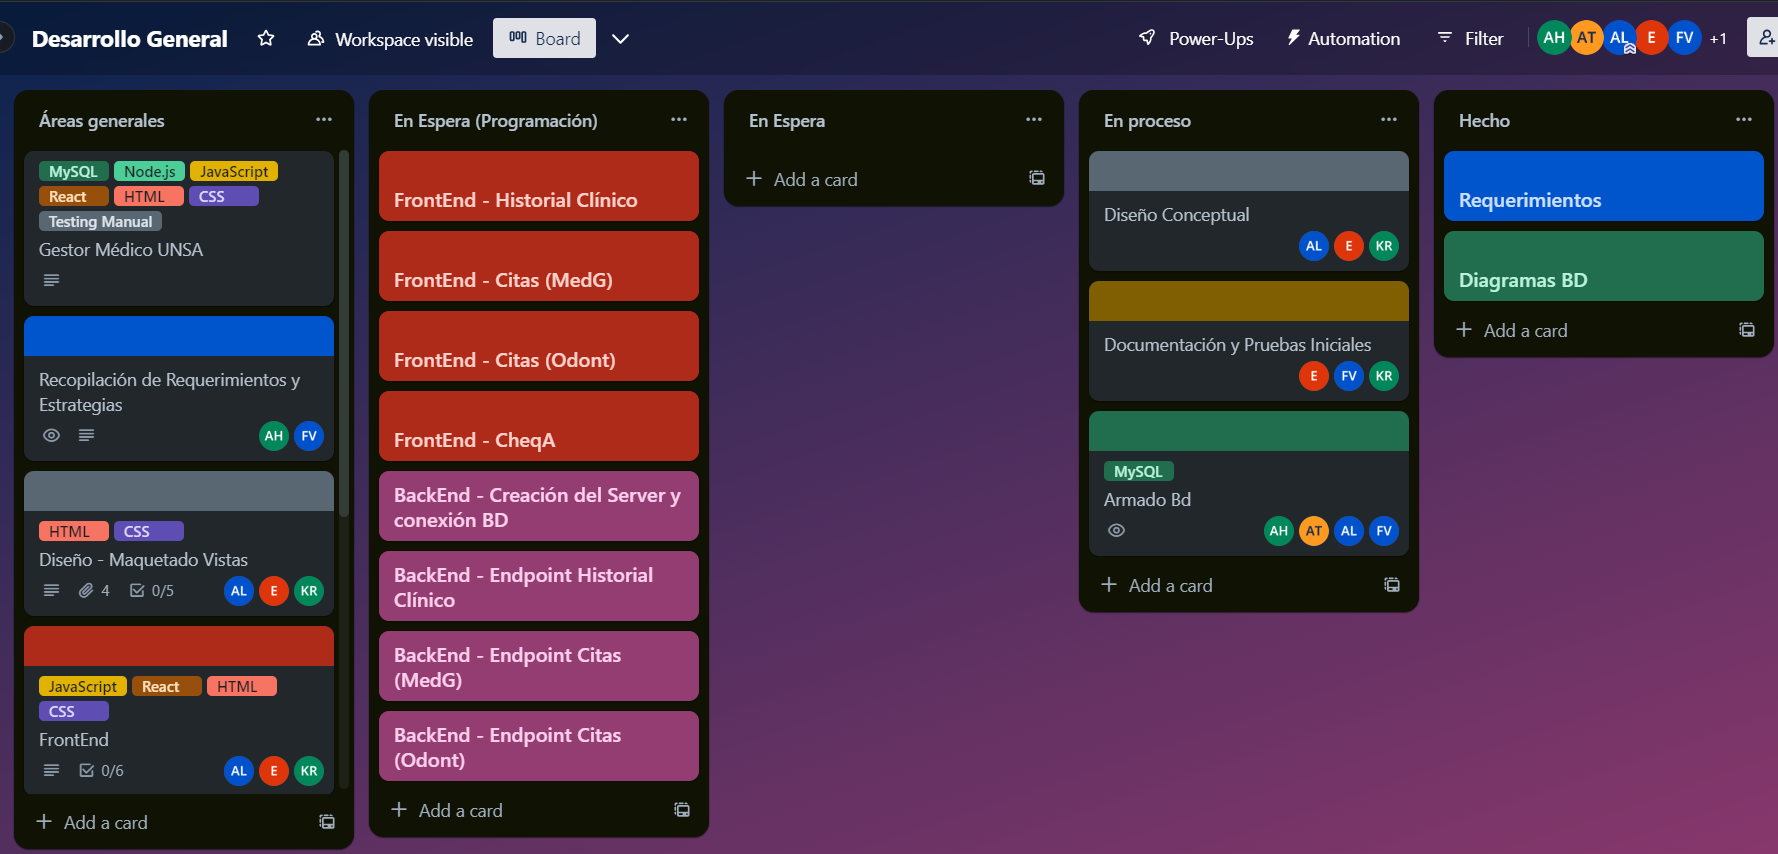 Desarrollo General
Workspace visible
Board
Power-Ups
Automation
Filter
AH AT AL E FV +1
Áreas generales
MySQL Node.js JavaScript
React HTML CSS
Testing Manual
Gestor Médico UNSA
Recopilación de Requerimientos y
Estrategias
AH FV
HTML CSS
Diseño - Maquetado Vistas
4 0/5 AL E KR
JavaScript React HTML
CSS
FrontEnd
0/6 AL E KR
+ Add a card
En Espera (Programación)
FrontEnd - Historial Clínico
FrontEnd - Citas (MedG)
FrontEnd - Citas (Odont)
FrontEnd - CheqA
BackEnd - Creación del Server y
conexión BD
BackEnd - Endpoint Historial
Clínico
BackEnd - Endpoint Citas
(MedG)
BackEnd - Endpoint Citas
(Odont)
+ Add a card
En Espera
+ Add a card
En proceso
Diseño Conceptual
AL E KR
Documentación y Pruebas Iniciales
E FV KR
MySQL
Armado Bd
AH AT AL FV
+ Add a card
Hecho
Requerimientos
Diagramas BD
+ Add a card